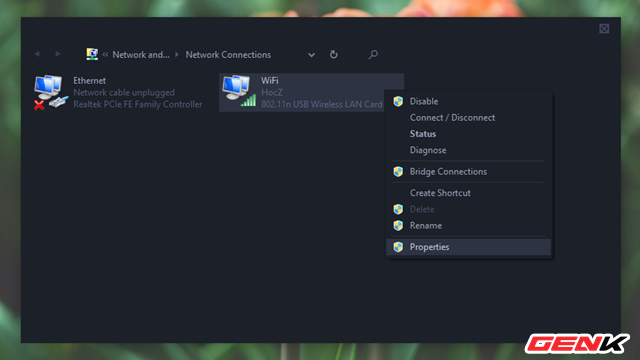 « Network and... ▸ Network Connections
Ethernet
Network cable unplugged
Realtek PCIe FE Family Controller
WiFi
HocZ
802.11n USB Wireless LAN Card
Disable
Connect / Disconnect
Status
Diagnose
Bridge Connections
Create Shortcut
Delete
Rename
Properties
GENK